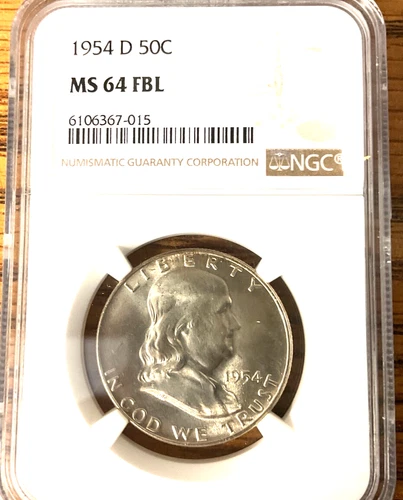 1954 D 50C
MS 64 FBL
6106367-015
NUMISMATIC GUARANTY CORPORATION
NGC®
LIBERTY
1954
IN GOD WE TRUST